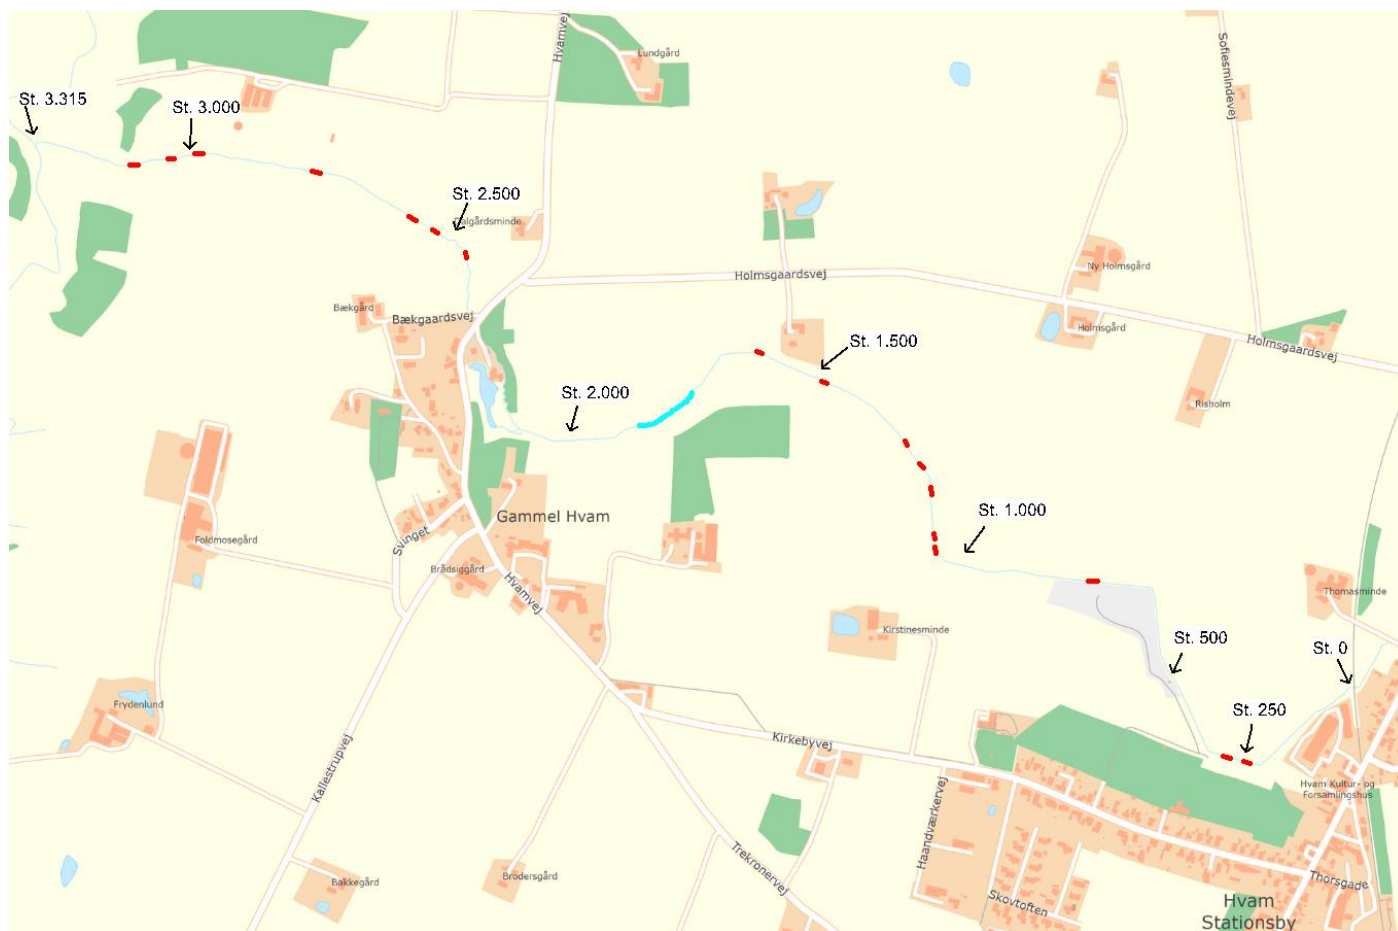 Hvamvej
Lundgård
Sofiesmindevej
St. 3.315
St. 3.000
St. 2.500
Dalgårdsminde
Ny Holmsgård
Holmsgaardsvej
Bækgård
Bækgaardsvej
Holmsgård
St. 1.500
Holmsgaardsvej
St. 2.000
Risholm
Gammel Hvam
St. 1.000
Svinget
Foldmosegård
Brådsiggård
Hvamvej
Thomasminde
Kirstinesminde
St. 500
St. 0
Frydenlund
St. 250
Kirkebyvej
Kallestrupvej
Hvam Kultur- og
Forsamlingshus
Haandværkervej
Trekronervej
Bakkegård
Brodersgård
Thorsgade
Skovtoften
Hvam
Stationsby